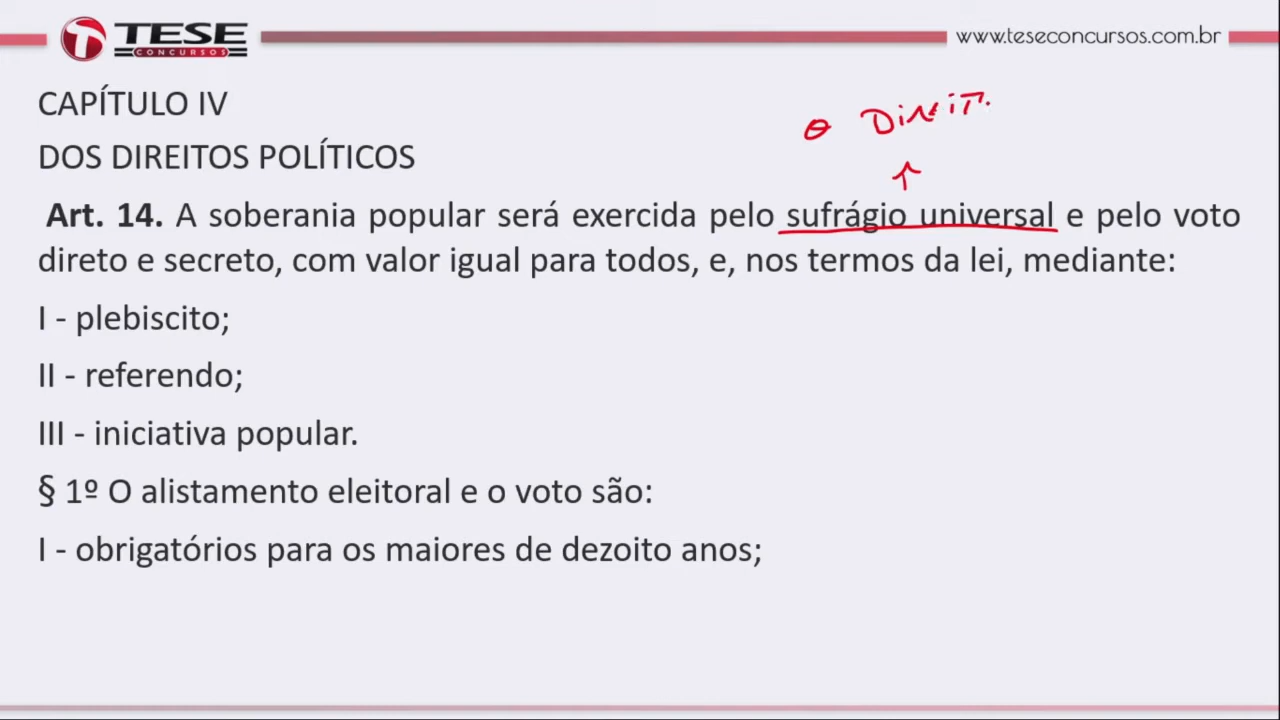 TESE
CONCURSOS
www.teseconcursos.com.br
CAPÍTULO IV
DOS DIREITOS POLÍTICOS
Art. 14. A soberania popular será exercida pelo sufrágio universal e pelo voto
direto e secreto, com valor igual para todos, e, nos termos da lei, mediante:
I - plebiscito;
II - referendo;
III - iniciativa popular.
§ 1º O alistamento eleitoral e o voto são:
I - obrigatórios para os maiores de dezoito anos;